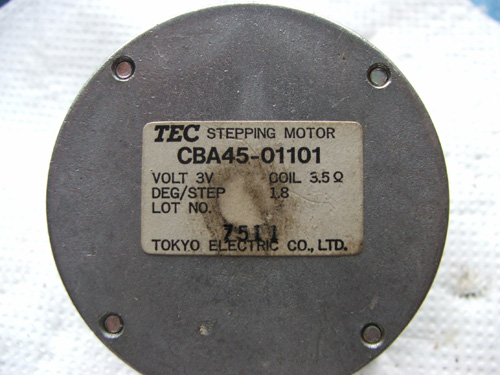 TEC STEPPING MOTOR
CBA45-01101
VOLT 3V COIL 3.5Ω
DEG/STEP 1.8
LOT NO.
7511
TOKYO ELECTRIC CO., LTD.